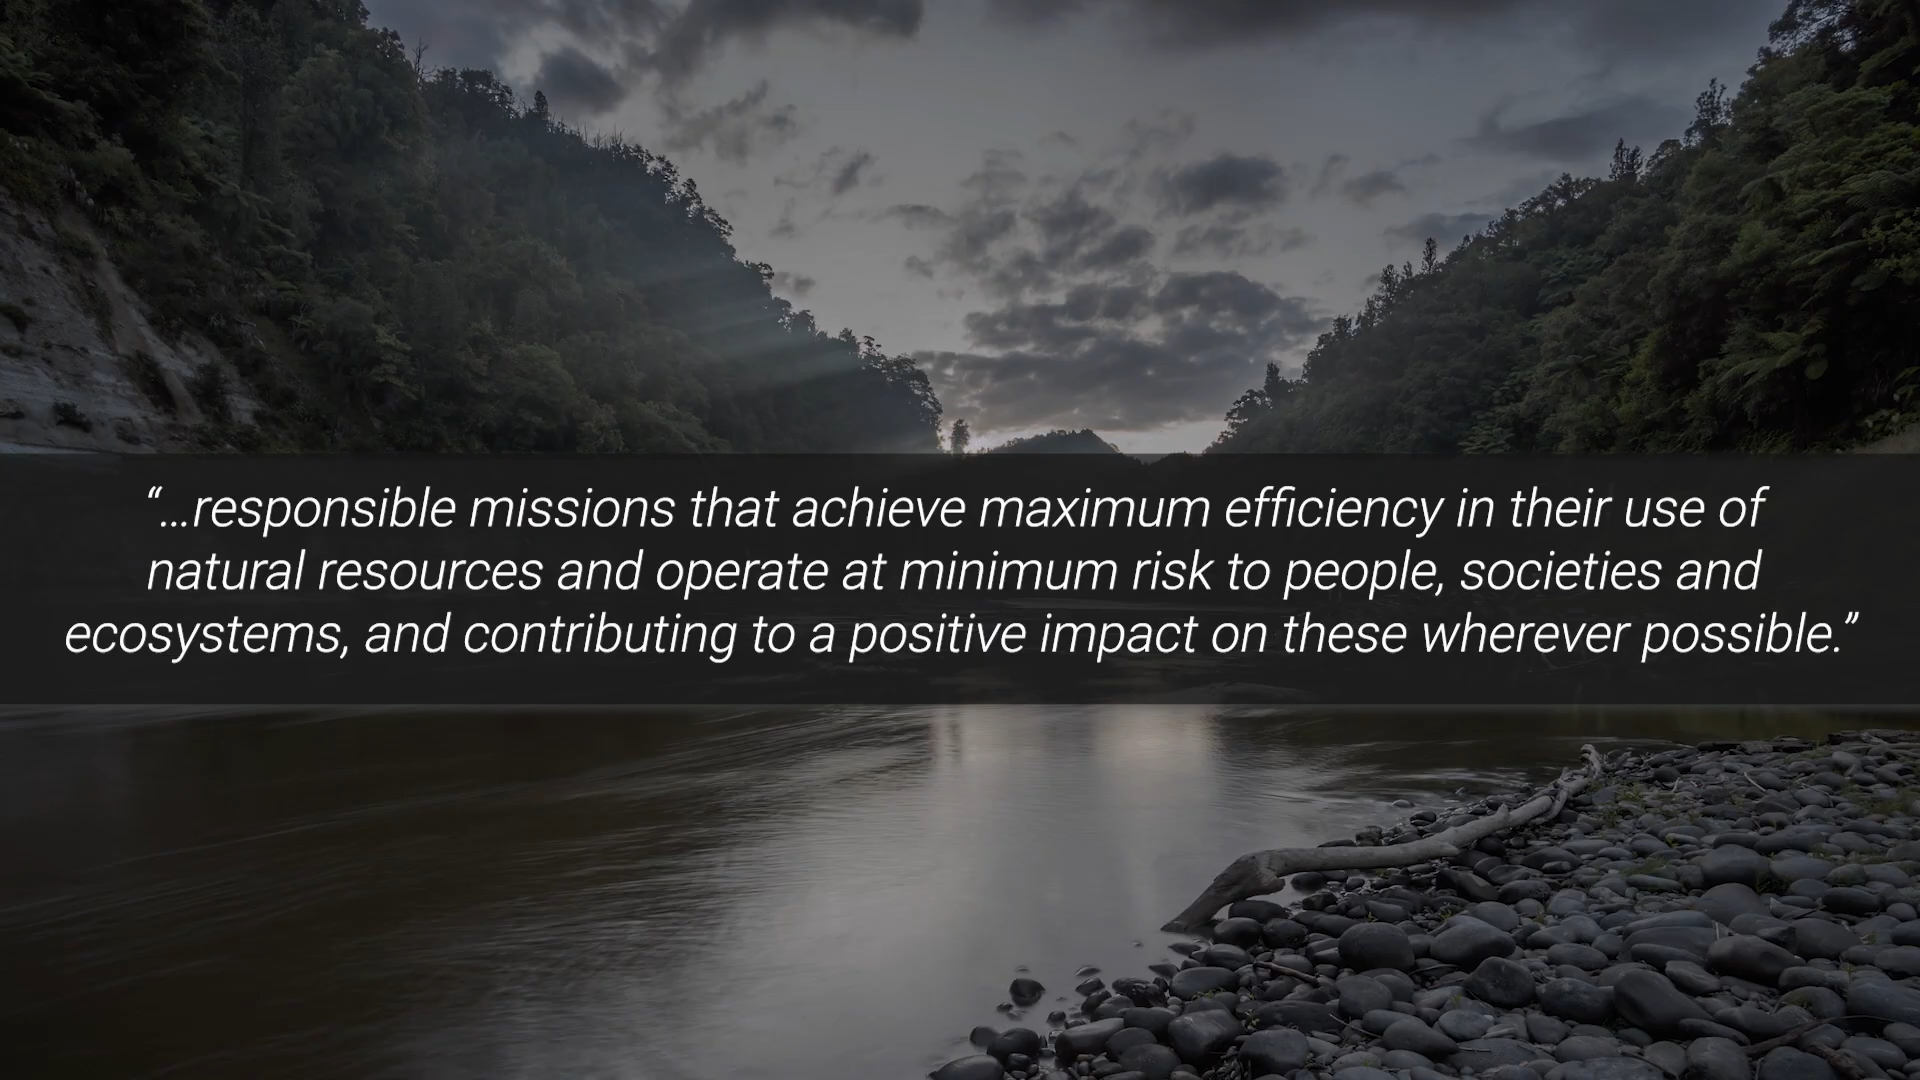 “...responsible missions that achieve maximum efficiency in their use of
natural resources and operate at minimum risk to people, societies and
ecosystems, and contributing to a positive impact on these wherever possible.”